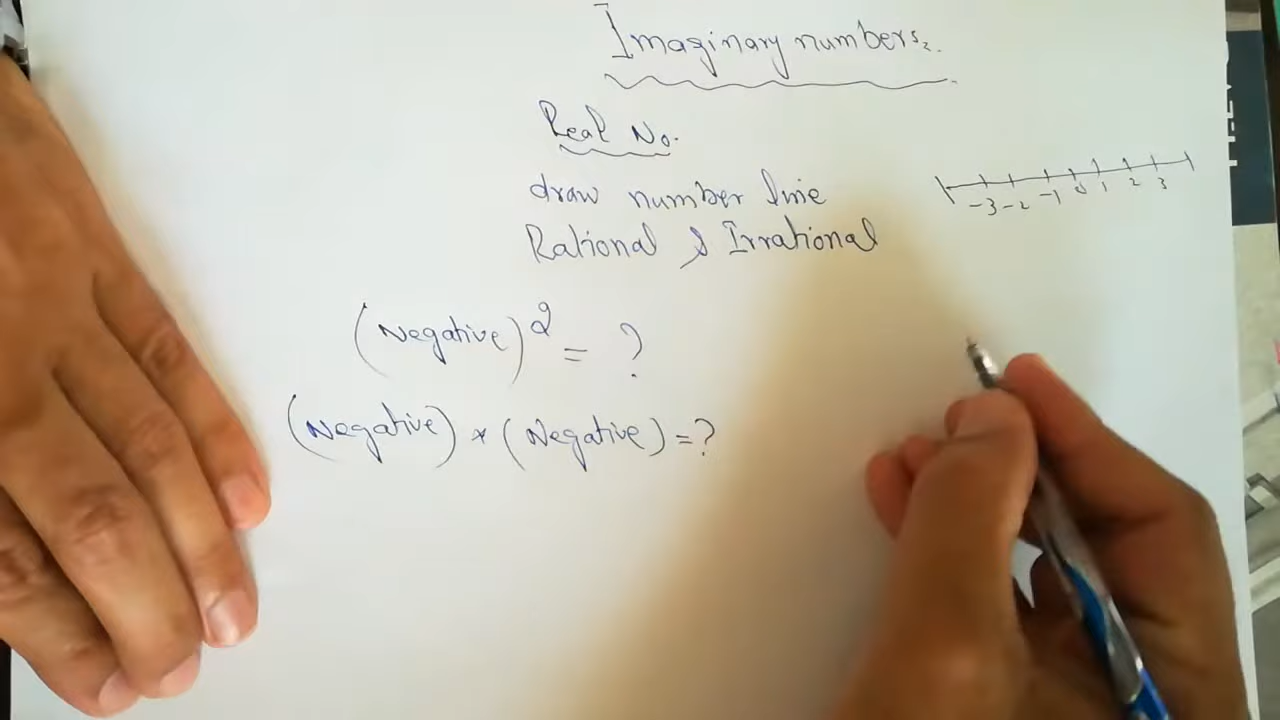 Imaginary numbers.
Real No.
draw number line
-3 -2 -1 0 1 2 3
Rational & Irrational
(Negative)² = ?
(Negative) * (Negative) = ?